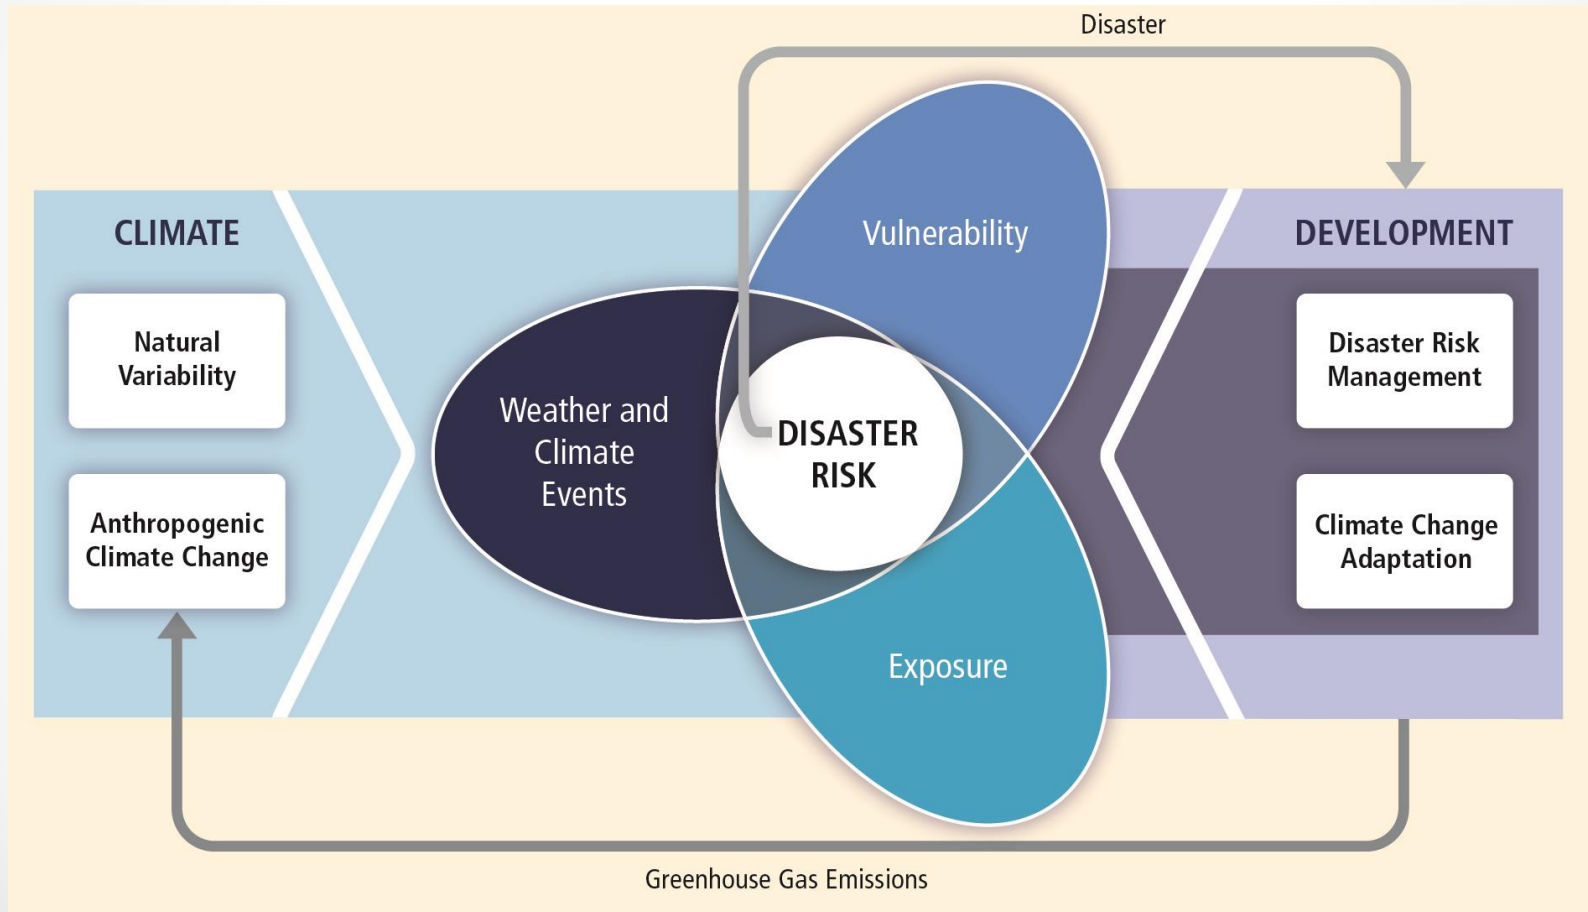 Disaster
CLIMATE
Natural
Variability
Anthropogenic
Climate Change
Vulnerability
Weather and
Climate
Events
DISASTER
RISK
Exposure
DEVELOPMENT
Disaster Risk
Management
Climate Change
Adaptation
Greenhouse Gas Emissions